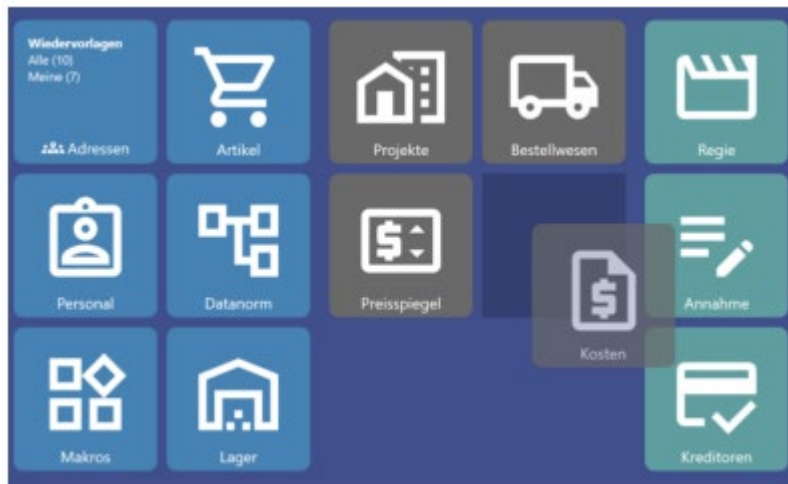 Wiedervorlagen
Alle (10)
Meine (7)
Adressen
Artikel
Projekte
Bestellwesen
Regie
Personal
Datanorm
Preisspiegel
Kosten
Annahme
Makros
Lager
Kreditoren